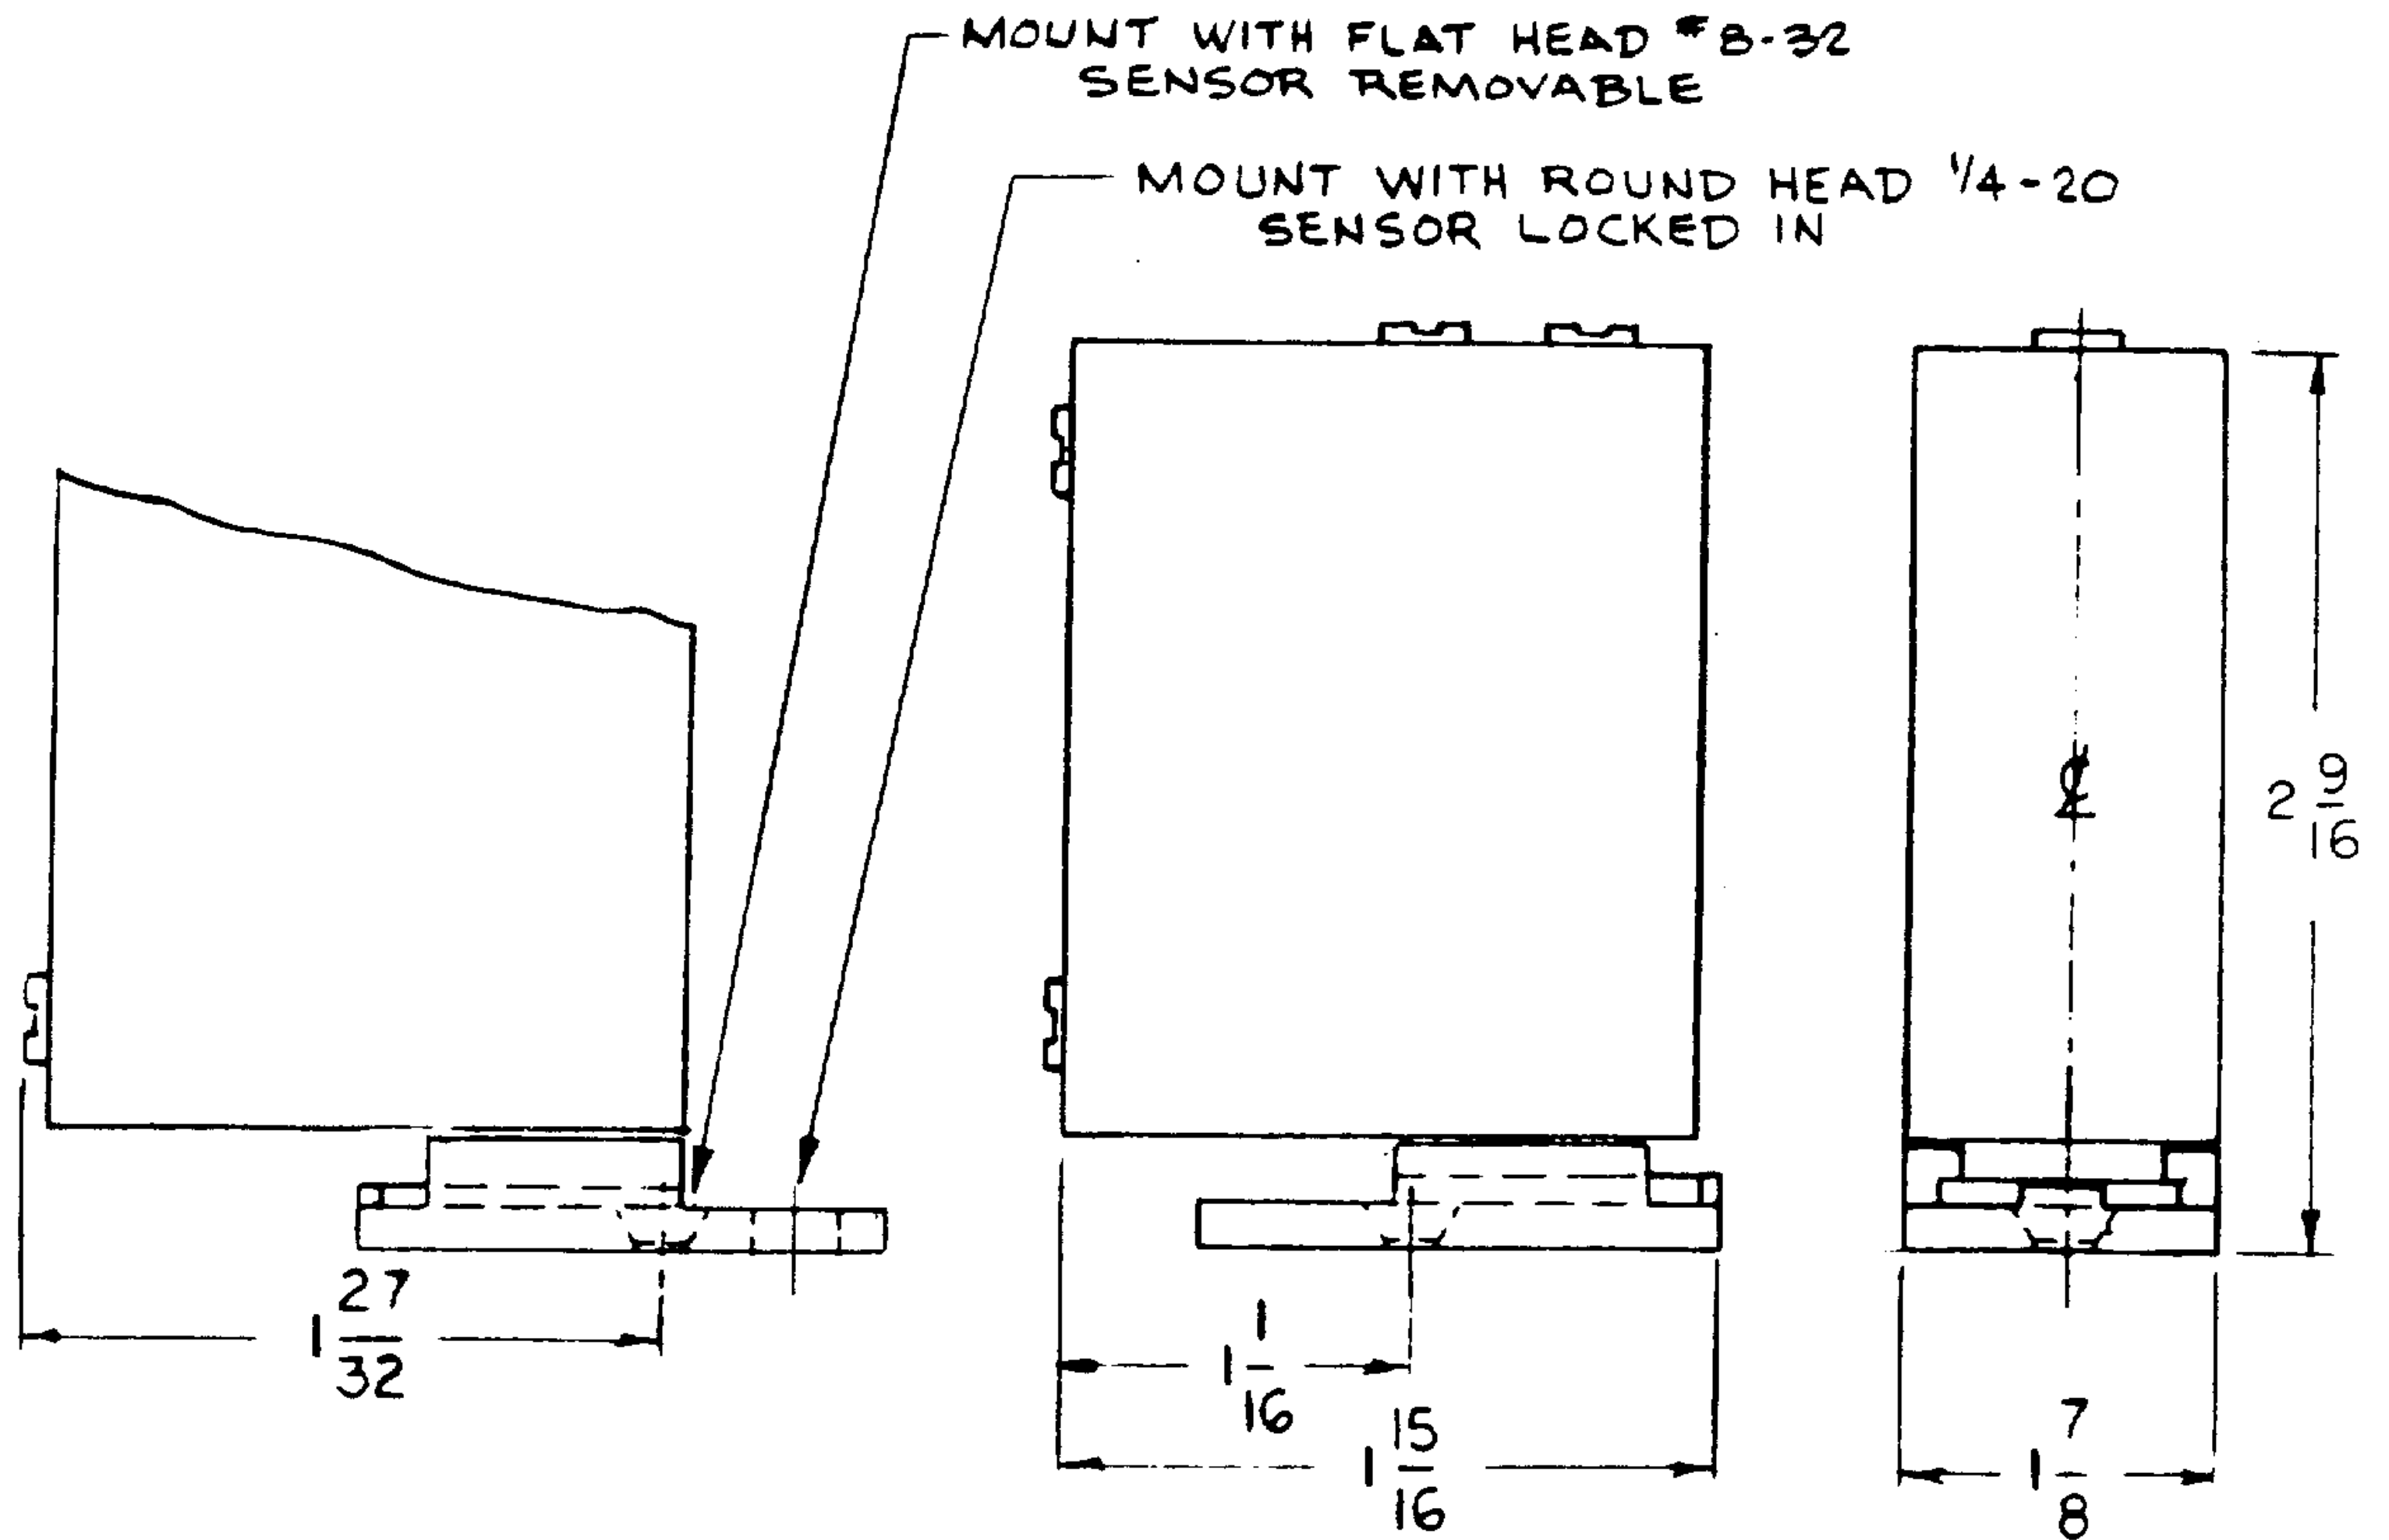 MOUNT WITH FLAT HEAD #8-32
SENSOR REMOVABLE
MOUNT WITH ROUND HEAD 1/4-20
SENSOR LOCKED IN
℄
2 9/16
1 27/32
1 1/16
1 15/16
1 7/8